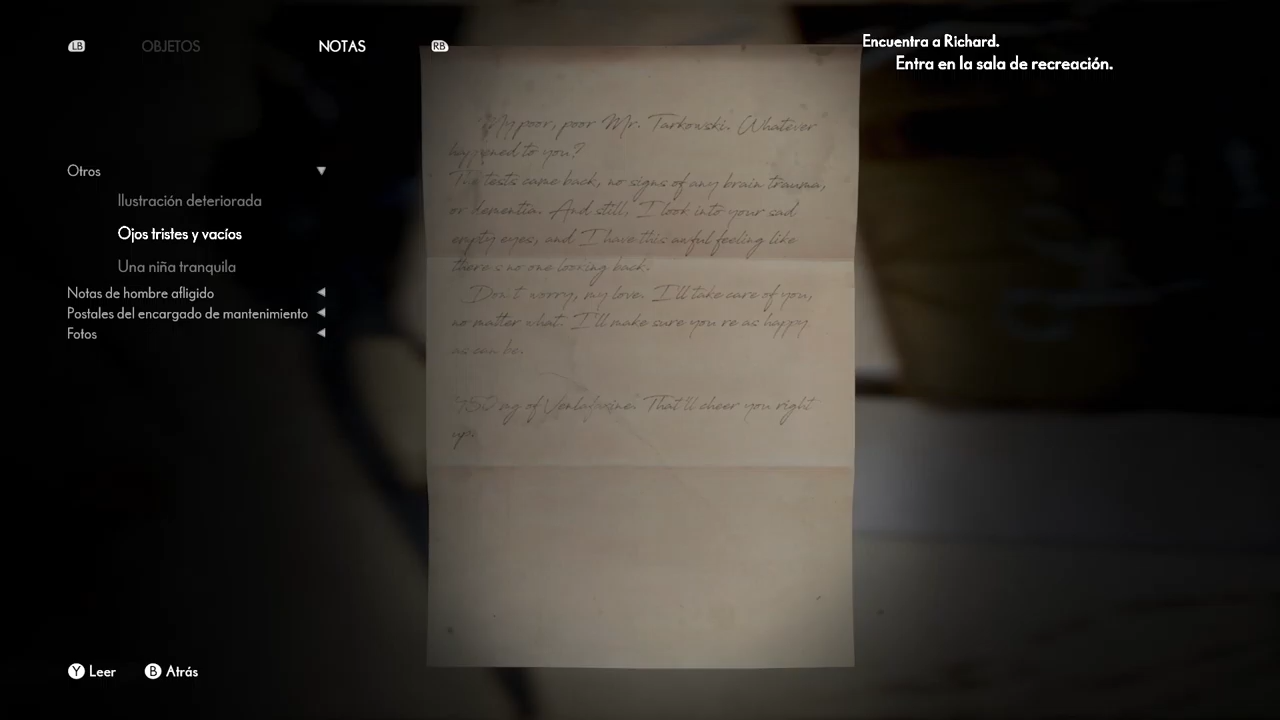 LB OBJETOS NOTAS RB
Encuentra a Richard.
Entra en la sala de recreación.
Otros
Ilustración deteriorada
Ojos tristes y vacíos
Una niña tranquila
Notas de hombre afligido
Postales del encargado de mantenimiento
Fotos
My poor, poor Mr. Tarkowski. Whatever
happened to you?
The tests came back, no signs of any brain trauma,
or dementia. And still, I look into your sad
empty eyes, and I have this awful feeling like
there's no one looking back.
Don't worry, my love. I'll take care of you,
no matter what. I'll make sure you're as happy
as can be.
mg of Venlafaxine. That'll cheer you right
up.
Y Leer B Atrás